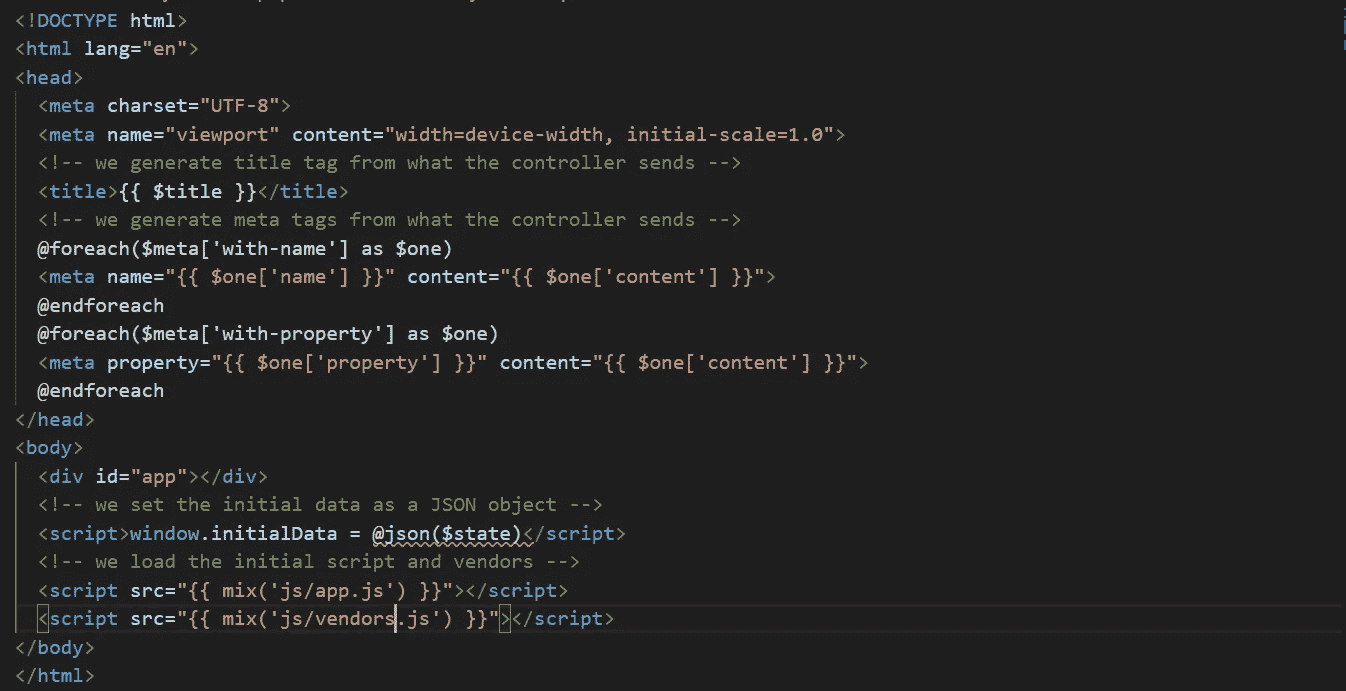 <!DOCTYPE html>
<html lang="en">
<head>
  <meta charset="UTF-8">
  <meta name="viewport" content="width=device-width, initial-scale=1.0">
  <!-- we generate title tag from what the controller sends -->
  <title>{{ $title }}</title>
  <!-- we generate meta tags from what the controller sends -->
  @foreach($meta['with-name'] as $one)
  <meta name="{{ $one['name'] }}" content="{{ $one['content'] }}">
  @endforeach
  @foreach($meta['with-property'] as $one)
  <meta property="{{ $one['property'] }}" content="{{ $one['content'] }}">
  @endforeach
</head>
<body>
  <div id="app"></div>
  <!-- we set the initial data as a JSON object -->
  <script>window.initialData = @json($state)</script>
  <!-- we load the initial script and vendors -->
  <script src="{{ mix('js/app.js') }}"></script>
  <script src="{{ mix('js/vendors.js') }}"></script>
</body>
</html>